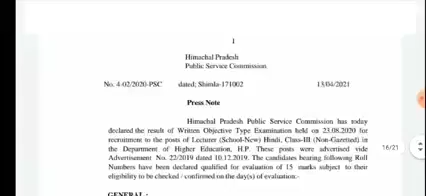 1
Himachal Pradesh
Public Service Commission
No. 4-02/2020-PSC dated; Shimla-171002 13/04/2021
Press Note
Himachal Pradesh Public Service Commission has today
declared the result of Written Objective Type Examination held on 23.08.2020 for
recruitment to the posts of Lecturer (School-New) Hindi, Class-III (Non-Gazetted) in
the Department of Higher Education, H.P. These posts were advertised vide
Advertisement No. 22/2019 dated 10.12.2019. The candidates bearing following Roll
Numbers have been declared qualified for evaluation of 15 marks subject to their
eligibility to be checked / confirmed on the day(s) of evaluation:-
GENERAL :
16/21